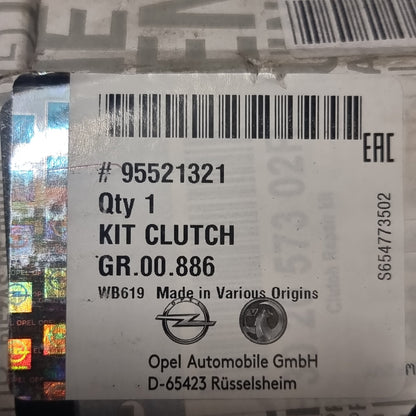 # 95521321
Qty 1
KIT CLUTCH
GR.00.886
WB619 Made in Various Origins
Opel Automobile GmbH
D-65423 Rüsselsheim
EAC
S654773502